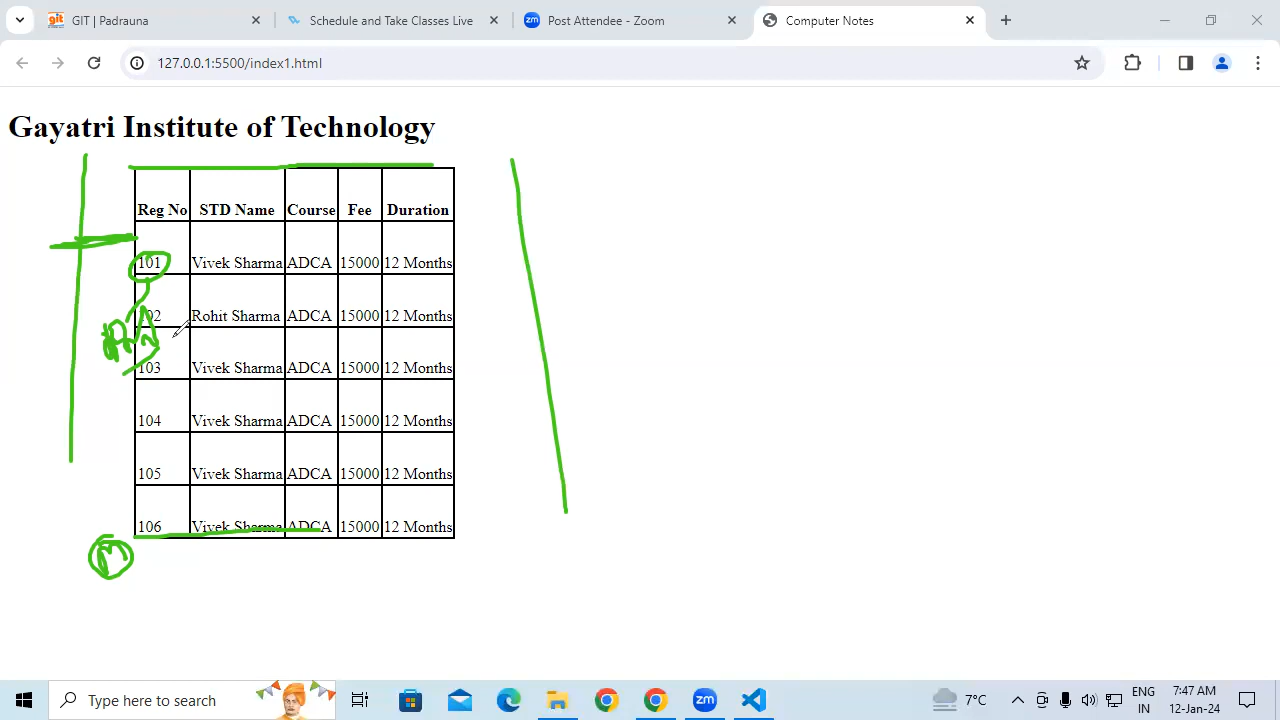 GIT | Padrauna
Schedule and Take Classes Live
zm Post Attendee - Zoom
Computer Notes
127.0.0.1:5500/index1.html
Gayatri Institute of Technology
Reg No STD Name Course Fee Duration
101 Vivek Sharma ADCA 15000 12 Months
102 Rohit Sharma ADCA 15000 12 Months
103 Vivek Sharma ADCA 15000 12 Months
104 Vivek Sharma ADCA 15000 12 Months
105 Vivek Sharma ADCA 15000 12 Months
106 Vivek Sharma ADCA 15000 12 Months
Type here to search
zm
7°C
ENG
IN
7:47 AM
12-Jan-24